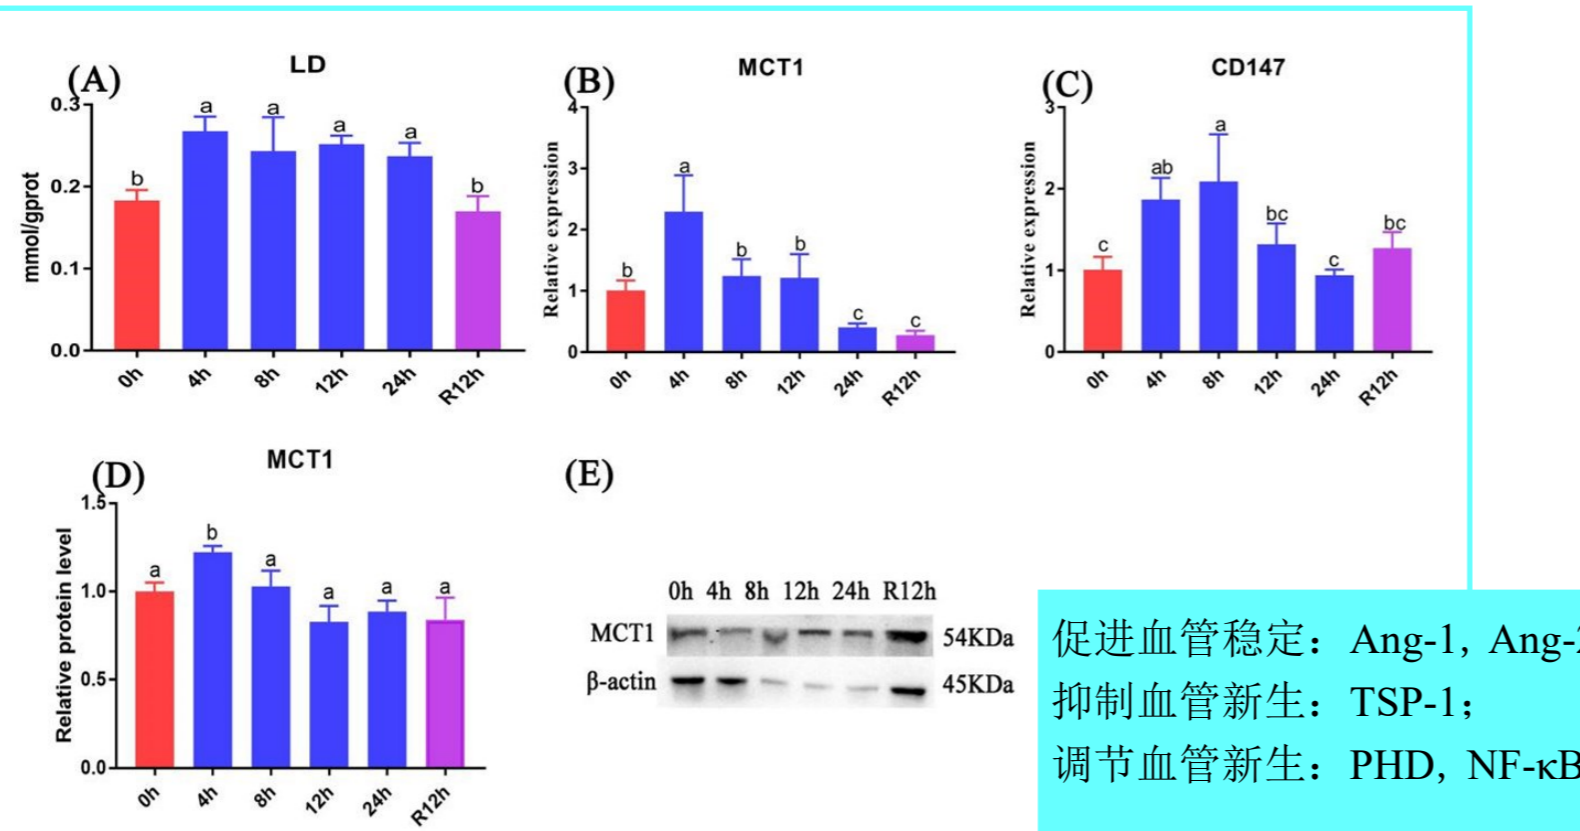 (A)
LD
mmol/gprot
0.3
0.2
0.1
0.0
b
a
a
a
a
b
0h
4h
8h
12h
24h
R12h
(B)
MCT1
Relative expression
4
3
2
1
0
b
a
b
b
c
c
0h
4h
8h
12h
24h
R12h
(C)
CD147
Relative expression
3
2
1
0
c
ab
a
bc
c
bc
0h
4h
8h
12h
24h
R12h
(D)
MCT1
Relative protein level
1.5
1.0
0.5
0.0
a
b
a
a
a
a
0h
4h
8h
12h
24h
R12h
(E)
0h 4h 8h 12h 24h R12h
MCT1 54KDa
β-actin 45KDa
促进血管稳定：Ang-1, Ang-2
抑制血管新生：TSP-1；
调节血管新生：PHD, NF-κB